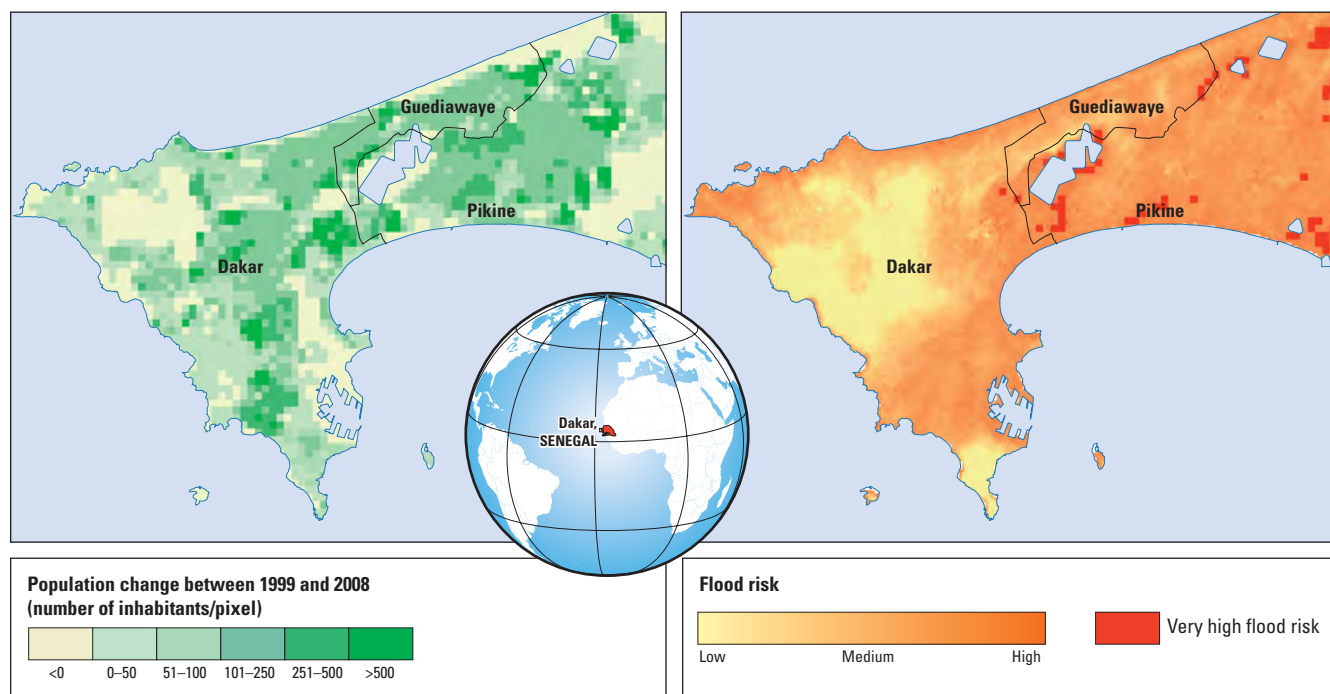 Guediawaye
Pikine
Dakar
Guediawaye
Pikine
Dakar
Dakar,
SENEGAL
Population change between 1999 and 2008
(number of inhabitants/pixel)
<0 0–50 51–100 101–250 251–500 >500
Flood risk
Low Medium High
Very high flood risk